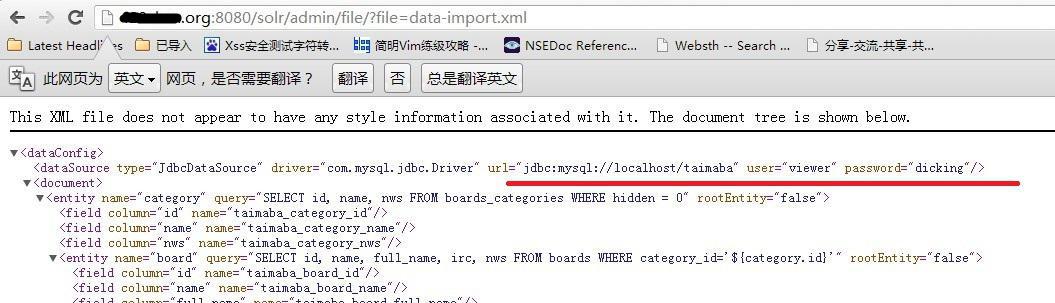 .org:8080/solr/admin/file/?file=data-import.xml
Latest Headlines 已导入 Xss安全测试字符转... 简明Vim练级攻略 -... NSEDoc Referenc... Websth -- Search ... 分享-交流-共享-共...
此网页为 英文 网页，是否需要翻译？ 翻译 否 总是翻译英文
This XML file does not appear to have any style information associated with it. The document tree is shown below.
▼<dataConfig>
<dataSource type="JdbcDataSource" driver="com.mysql.jdbc.Driver" url="jdbc:mysql://localhost/taimaba" user="viewer" password="dicking"/>
▼<document>
▼<entity name="category" query="SELECT id, name, nws FROM boards_categories WHERE hidden = 0" rootEntity="false">
<field column="id" name="taimaba_category_id"/>
<field column="name" name="taimaba_category_name"/>
<field column="nws" name="taimaba_category_nws"/>
▼<entity name="board" query="SELECT id, name, full_name, irc, nws FROM boards WHERE category_id='${category.id}'" rootEntity="false">
<field column="id" name="taimaba_board_id"/>
<field column="name" name="taimaba_board_name"/>
<field column="full_name" name="taimaba_board_full_name"/>